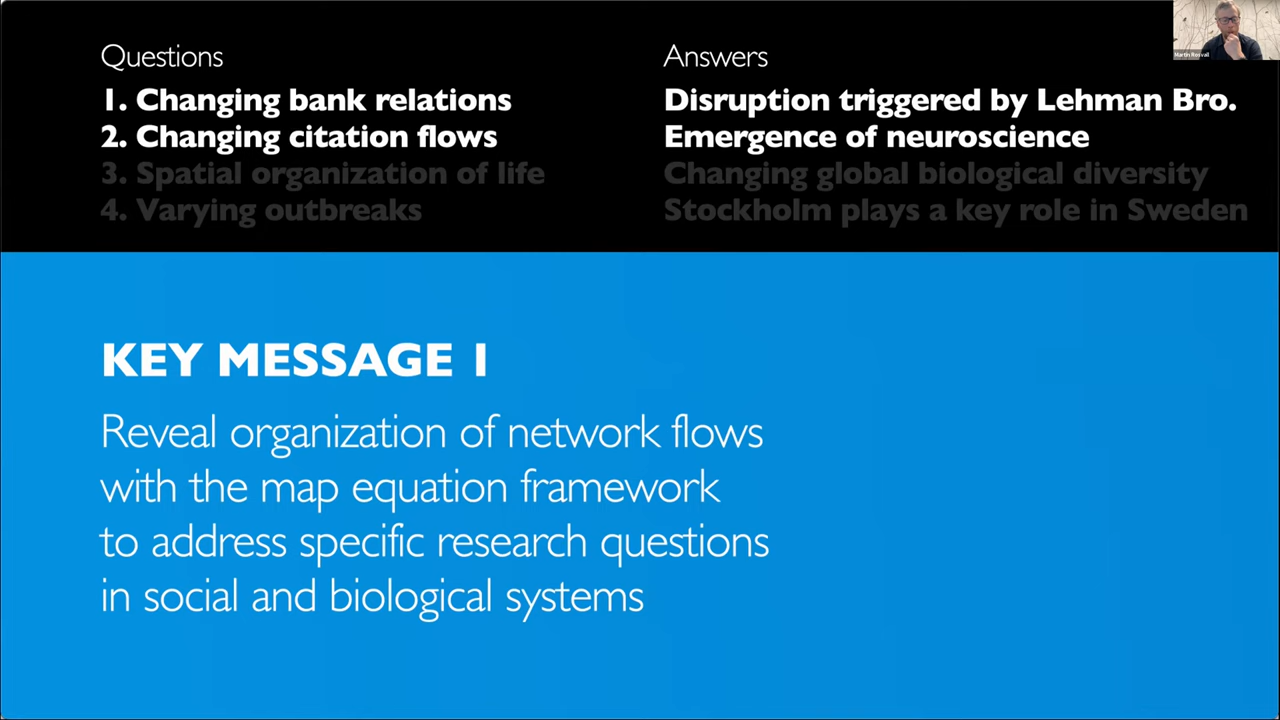 Questions
1. Changing bank relations
2. Changing citation flows
3. Spatial organization of life
4. Varying outbreaks
Answers
Disruption triggered by Lehman Bro.
Emergence of neuroscience
Changing global biological diversity
Stockholm plays a key role in Sweden
Martin Rosvall
KEY MESSAGE 1
Reveal organization of network flows
with the map equation framework
to address specific research questions
in social and biological systems